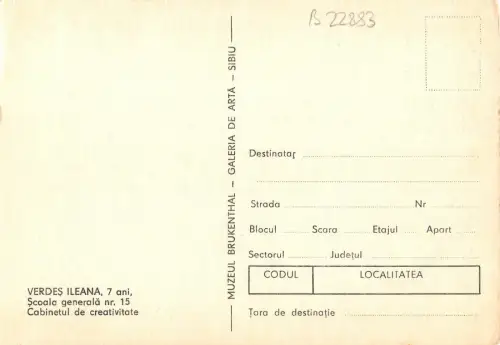 B 22883
MUZEUL BRUKENTHAL – GALERIA DE ARTĂ – SIBIU
Destinatar
Strada Nr
Blocul Scara Etajul Apart
Sectorul Județul
CODUL LOCALITATEA
Țara de destinație
VERDEȘ ILEANA, 7 ani,
Școala generală nr. 15
Cabinetul de creativitate